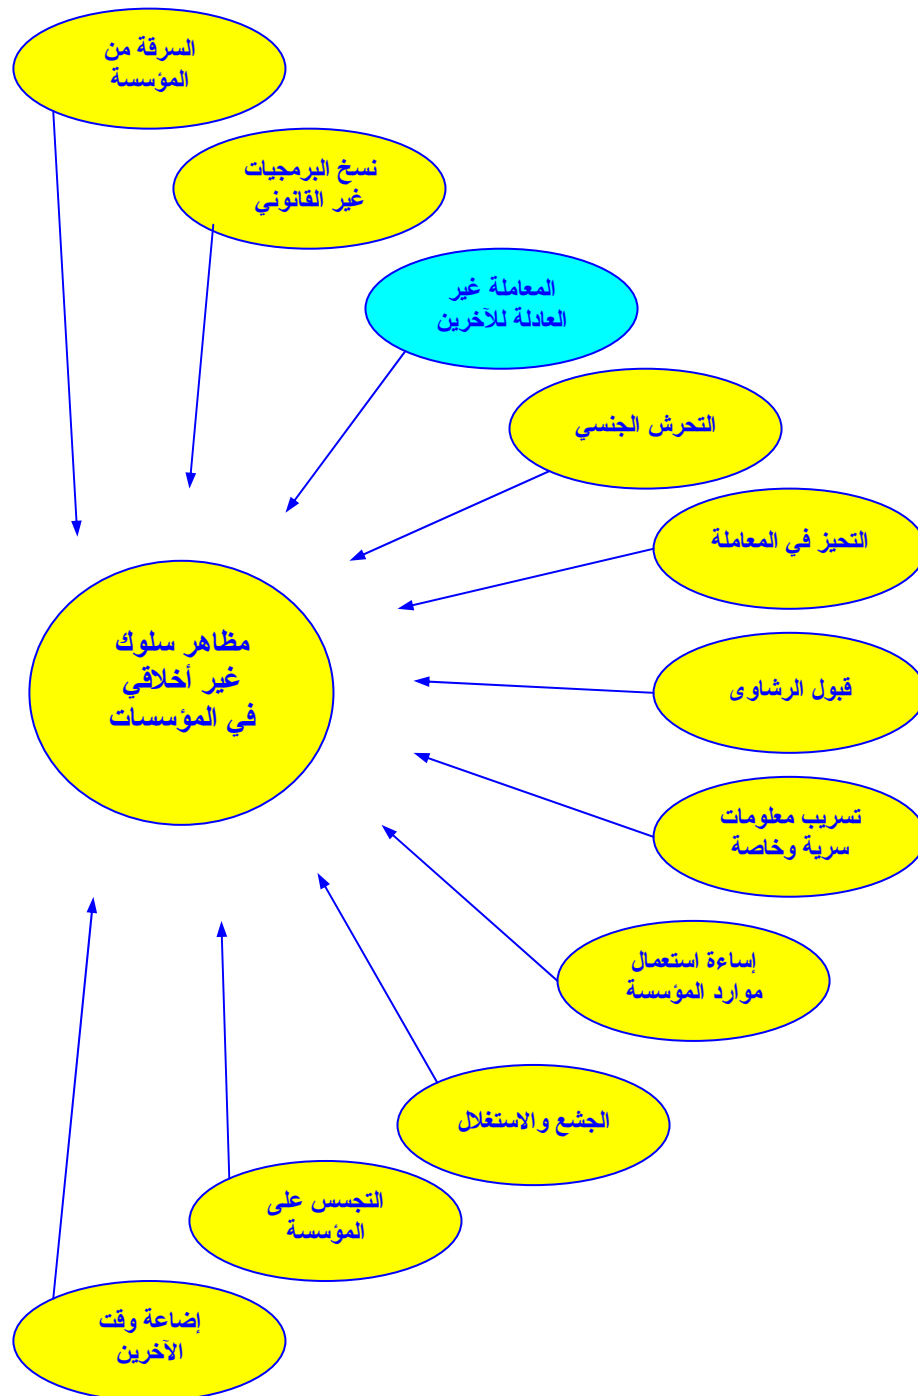 السرقة من
المؤسسة
نسخ البرمجيات
غير القانوني
المعاملة غير
العادلة للآخرين
التحرش الجنسي
التحيز في المعاملة
مظاهر سلوك
غير أخلاقي
في المؤسسات
قبول الرشاوى
تسريب معلومات
سرية وخاصة
إساءة استعمال
موارد المؤسسة
الجشع والاستغلال
التجسس على
المؤسسة
إضاعة وقت
الآخرين